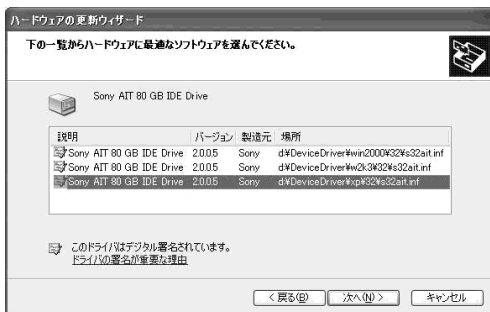 ハードウェアの更新ウィザード
下の一覧からハードウェアに最適なソフトウェアを選んでください。
Sony AIT 80 GB IDE Drive
説明 バージョン 製造元 場所
Sony AIT 80 GB IDE Drive 2.0.0.5 Sony d:¥DeviceDriver¥win2000¥32¥s32ait.inf
Sony AIT 80 GB IDE Drive 2.0.0.5 Sony d:¥DeviceDriver¥w2k3¥32¥s32ait.inf
Sony AIT 80 GB IDE Drive 2.0.0.5 Sony d:¥DeviceDriver¥xp¥32¥s32ait.inf
このドライバはデジタル署名されています。
ドライバの署名が重要な理由
< 戻る(B) 次へ(N) > キャンセル